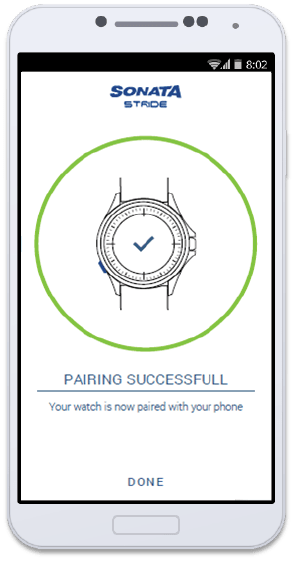 8:02
SONATA
STRIDE
PAIRING SUCCESSFULL
Your watch is now paired with your phone
DONE